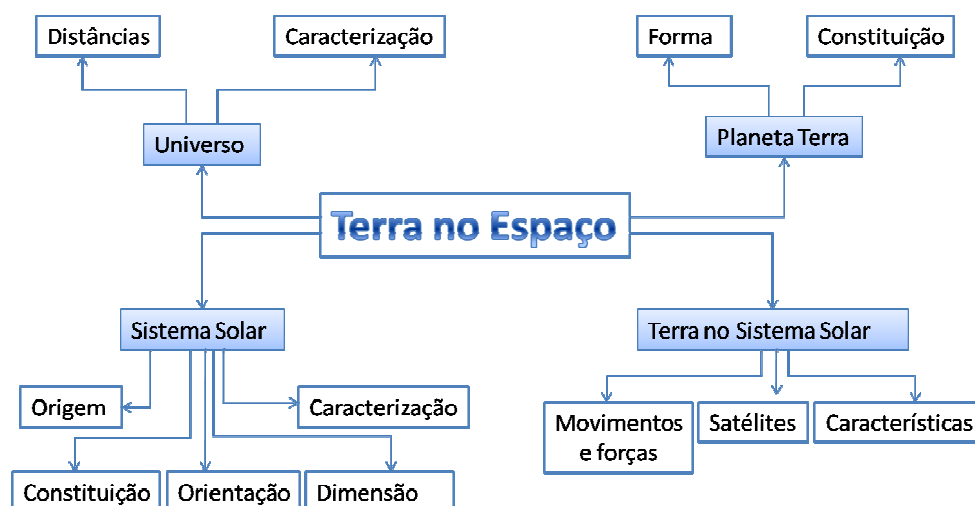 Distâncias
Caracterização
Forma
Constituição
Universo
Planeta Terra
Terra no Espaço
Sistema Solar
Terra no Sistema Solar
Origem
Caracterização
Movimentos
e forças
Satélites
Características
Constituição
Orientação
Dimensão